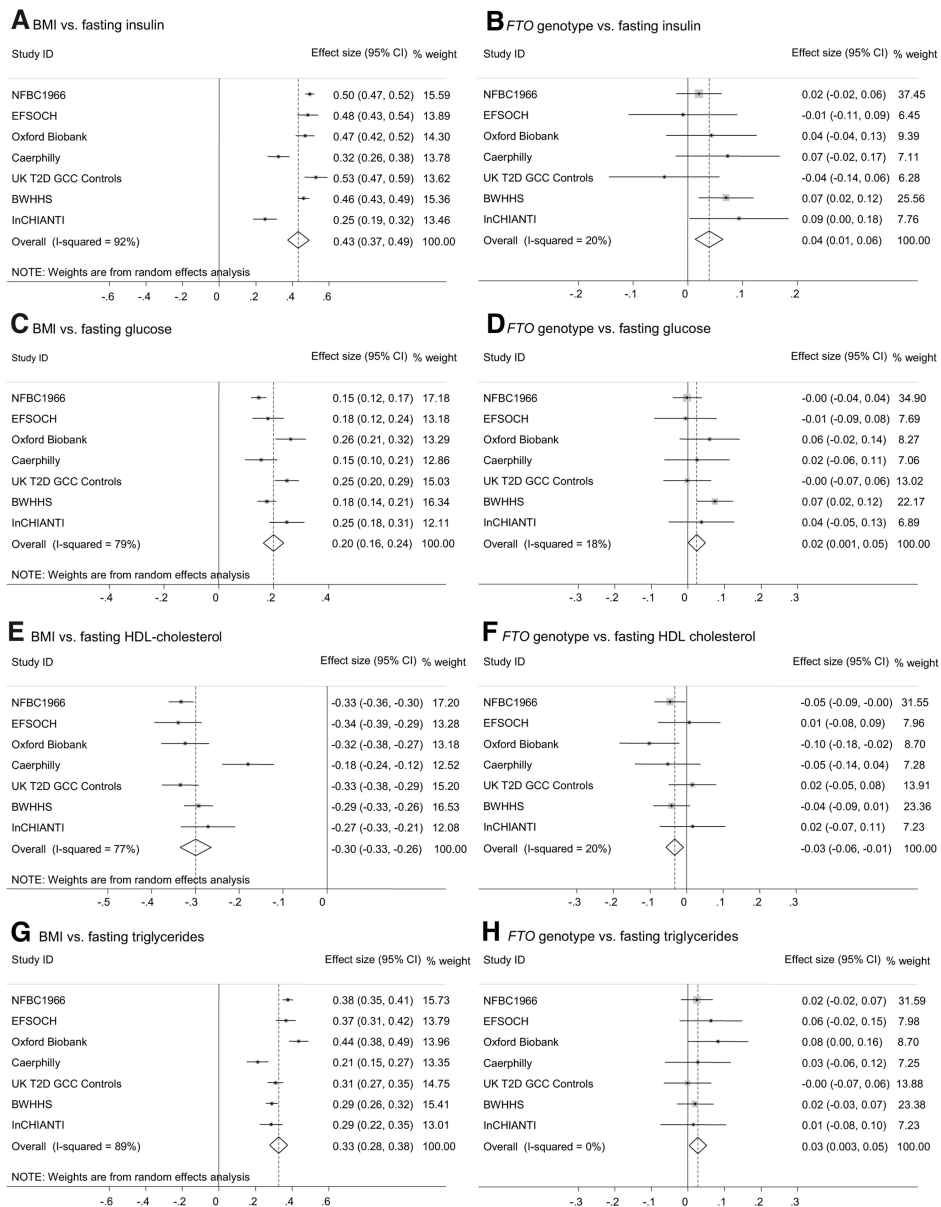 A BMI vs. fasting insulin
Study ID Effect size (95% CI) % weight
NFBC1966 0.50 (0.47, 0.52) 15.59
EFSOCH 0.48 (0.43, 0.54) 13.89
Oxford Biobank 0.47 (0.42, 0.52) 14.30
Caerphilly 0.32 (0.26, 0.38) 13.78
UK T2D GCC Controls 0.53 (0.47, 0.59) 13.62
BWHHS 0.46 (0.43, 0.49) 15.36
InCHIANTI 0.25 (0.19, 0.32) 13.46
Overall (I-squared = 92%) 0.43 (0.37, 0.49) 100.00
NOTE: Weights are from random effects analysis
-.6 -.4 -.2 0 .2 .4 .6
B FTO genotype vs. fasting insulin
Study ID Effect size (95% CI) % weight
NFBC1966 0.02 (-0.02, 0.06) 37.45
EFSOCH -0.01 (-0.11, 0.09) 6.45
Oxford Biobank 0.04 (-0.04, 0.13) 9.39
Caerphilly 0.07 (-0.02, 0.17) 7.11
UK T2D GCC Controls -0.04 (-0.14, 0.06) 6.28
BWHHS 0.07 (0.02, 0.12) 25.56
InCHIANTI 0.09 (0.00, 0.18) 7.76
Overall (I-squared = 20%) 0.04 (0.01, 0.06) 100.00
-.2 -.1 0 .1 .2
C BMI vs. fasting glucose
Study ID Effect size (95% CI) % weight
NFBC1966 0.15 (0.12, 0.17) 17.18
EFSOCH 0.18 (0.12, 0.24) 13.18
Oxford Biobank 0.26 (0.21, 0.32) 13.29
Caerphilly 0.15 (0.10, 0.21) 12.86
UK T2D GCC Controls 0.25 (0.20, 0.29) 15.03
BWHHS 0.18 (0.14, 0.21) 16.34
InCHIANTI 0.25 (0.18, 0.31) 12.11
Overall (I-squared = 79%) 0.20 (0.16, 0.24) 100.00
NOTE: Weights are from random effects analysis
-.4 -.2 0 .2 .4
D FTO genotype vs. fasting glucose
Study ID Effect size (95% CI) % weight
NFBC1966 -0.00 (-0.04, 0.04) 34.90
EFSOCH -0.01 (-0.09, 0.08) 7.69
Oxford Biobank 0.06 (-0.02, 0.14) 8.27
Caerphilly 0.02 (-0.06, 0.11) 7.06
UK T2D GCC Controls -0.00 (-0.07, 0.06) 13.02
BWHHS 0.07 (0.02, 0.12) 22.17
InCHIANTI 0.04 (-0.05, 0.13) 6.89
Overall (I-squared = 18%) 0.02 (0.001, 0.05) 100.00
-.3 -.2 -.1 0 .1 .2 .3
E BMI vs. fasting HDL-cholesterol
Study ID Effect size (95% CI) % weight
NFBC1966 -0.33 (-0.36, -0.30) 17.20
EFSOCH -0.34 (-0.39, -0.29) 13.28
Oxford Biobank -0.32 (-0.38, -0.27) 13.18
Caerphilly -0.18 (-0.24, -0.12) 12.52
UK T2D GCC Controls -0.33 (-0.38, -0.29) 15.20
BWHHS -0.29 (-0.33, -0.26) 16.53
InCHIANTI -0.27 (-0.33, -0.21) 12.08
Overall (I-squared = 77%) -0.30 (-0.33, -0.26) 100.00
NOTE: Weights are from random effects analysis
-.5 -.4 -.3 -.2 -.1 0
F FTO genotype vs. fasting HDL cholesterol
Study ID Effect size (95% CI) % weight
NFBC1966 -0.05 (-0.09, -0.00) 31.55
EFSOCH 0.01 (-0.08, 0.09) 7.96
Oxford Biobank -0.10 (-0.18, -0.02) 8.70
Caerphilly -0.05 (-0.14, 0.04) 7.28
UK T2D GCC Controls 0.02 (-0.05, 0.08) 13.91
BWHHS -0.04 (-0.09, 0.01) 23.36
InCHIANTI 0.02 (-0.07, 0.11) 7.23
Overall (I-squared = 20%) -0.03 (-0.06, -0.01) 100.00
-.3 -.2 -.1 0 .1 .2 .3
G BMI vs. fasting triglycerides
Study ID Effect size (95% CI) % weight
NFBC1966 0.38 (0.35, 0.41) 15.73
EFSOCH 0.37 (0.31, 0.42) 13.79
Oxford Biobank 0.44 (0.38, 0.49) 13.96
Caerphilly 0.21 (0.15, 0.27) 13.35
UK T2D GCC Controls 0.31 (0.27, 0.35) 14.75
BWHHS 0.29 (0.26, 0.32) 15.41
InCHIANTI 0.29 (0.22, 0.35) 13.01
Overall (I-squared = 89%) 0.33 (0.28, 0.38) 100.00
NOTE: Weights are from random effects analysis
-.6 -.4 -.2 0 .2 .4 .6
H FTO genotype vs. fasting triglycerides
Study ID Effect size (95% CI) % weight
NFBC1966 0.02 (-0.02, 0.07) 31.59
EFSOCH 0.06 (-0.02, 0.15) 7.98
Oxford Biobank 0.08 (0.00, 0.16) 8.70
Caerphilly 0.03 (-0.06, 0.12) 7.25
UK T2D GCC Controls -0.00 (-0.07, 0.06) 13.88
BWHHS 0.02 (-0.03, 0.07) 23.38
InCHIANTI 0.01 (-0.08, 0.10) 7.23
Overall (I-squared = 0%) 0.03 (0.003, 0.05) 100.00
-.3 -.2 -.1 0 .1 .2 .3